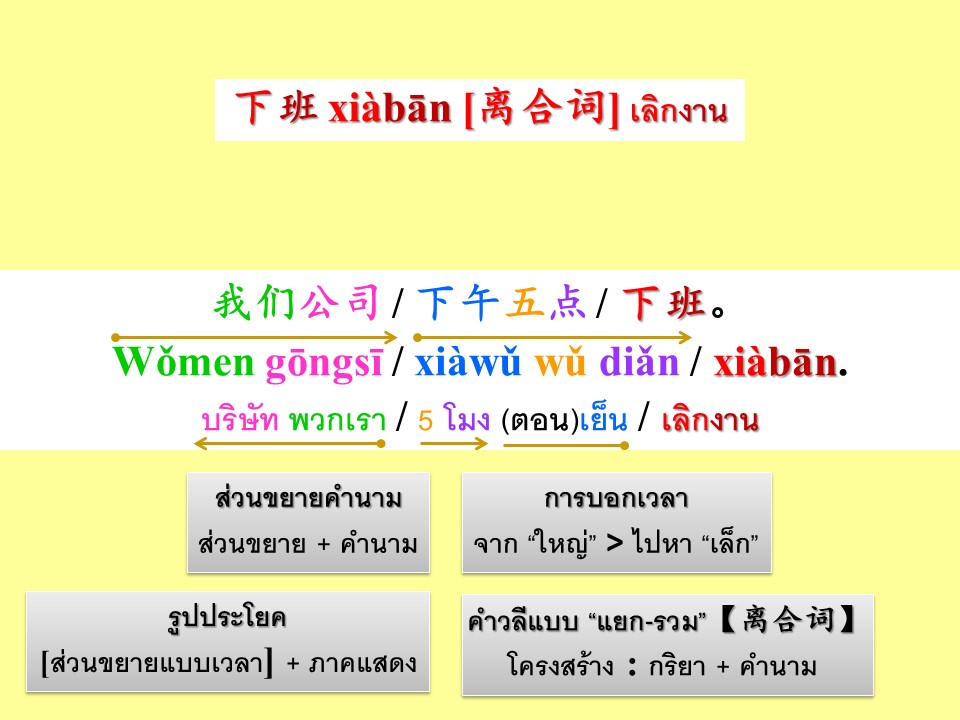 下班 xiàbān [离合词] เลิกงาน
我们公司 / 下午五点 / 下班。
Wǒmen gōngsī / xiàwǔ wǔ diǎn / xiàbān.
บริษัท พวกเรา / 5 โมง (ตอน)เย็น / เลิกงาน
ส่วนขยายคำนาม
ส่วนขยาย + คำนาม
การบอกเวลา
จาก “ใหญ่” > ไปหา “เล็ก”
รูปประโยค
[ส่วนขยายแบบเวลา] + ภาคแสดง
คำวลีแบบ “แยก-รวม”【离合词】
โครงสร้าง : กริยา + คำนาม